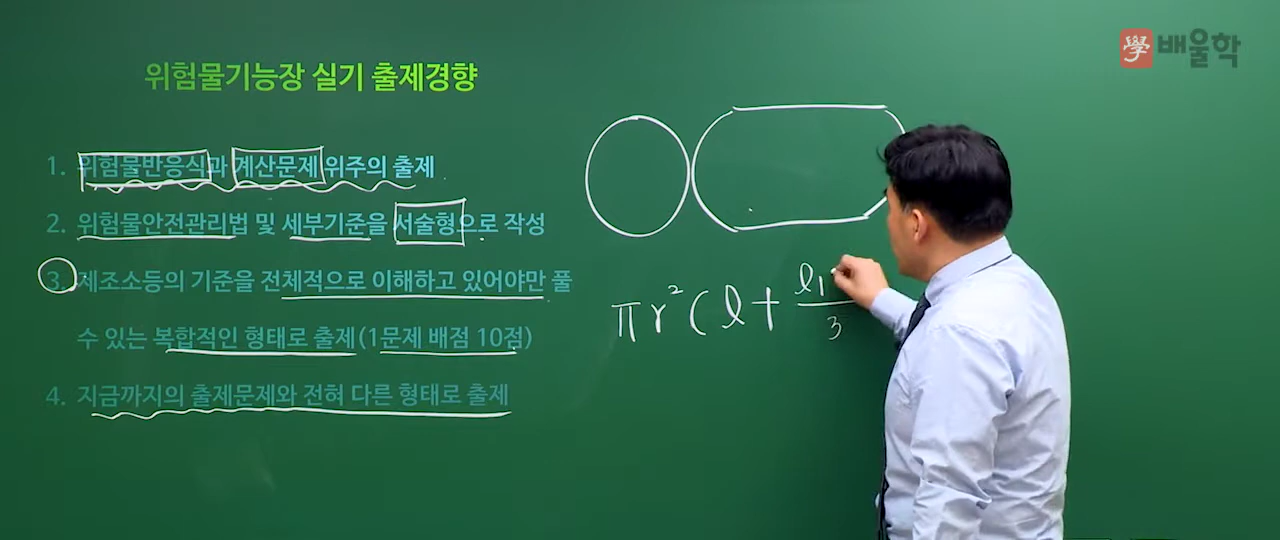 學 배울학
위험물기능장 실기 출제경향
1. 위험물반응식과 계산문제 위주의 출제
2. 위험물안전관리법 및 세부기준을 서술형으로 작성
3. 제조소등의 기준을 전체적으로 이해하고 있어야만 풀
수 있는 복합적인 형태로 출제(1문제 배점 10점)
4. 지금까지의 출제문제와 전혀 다른 형태로 출제
πr²(l+l₁/3